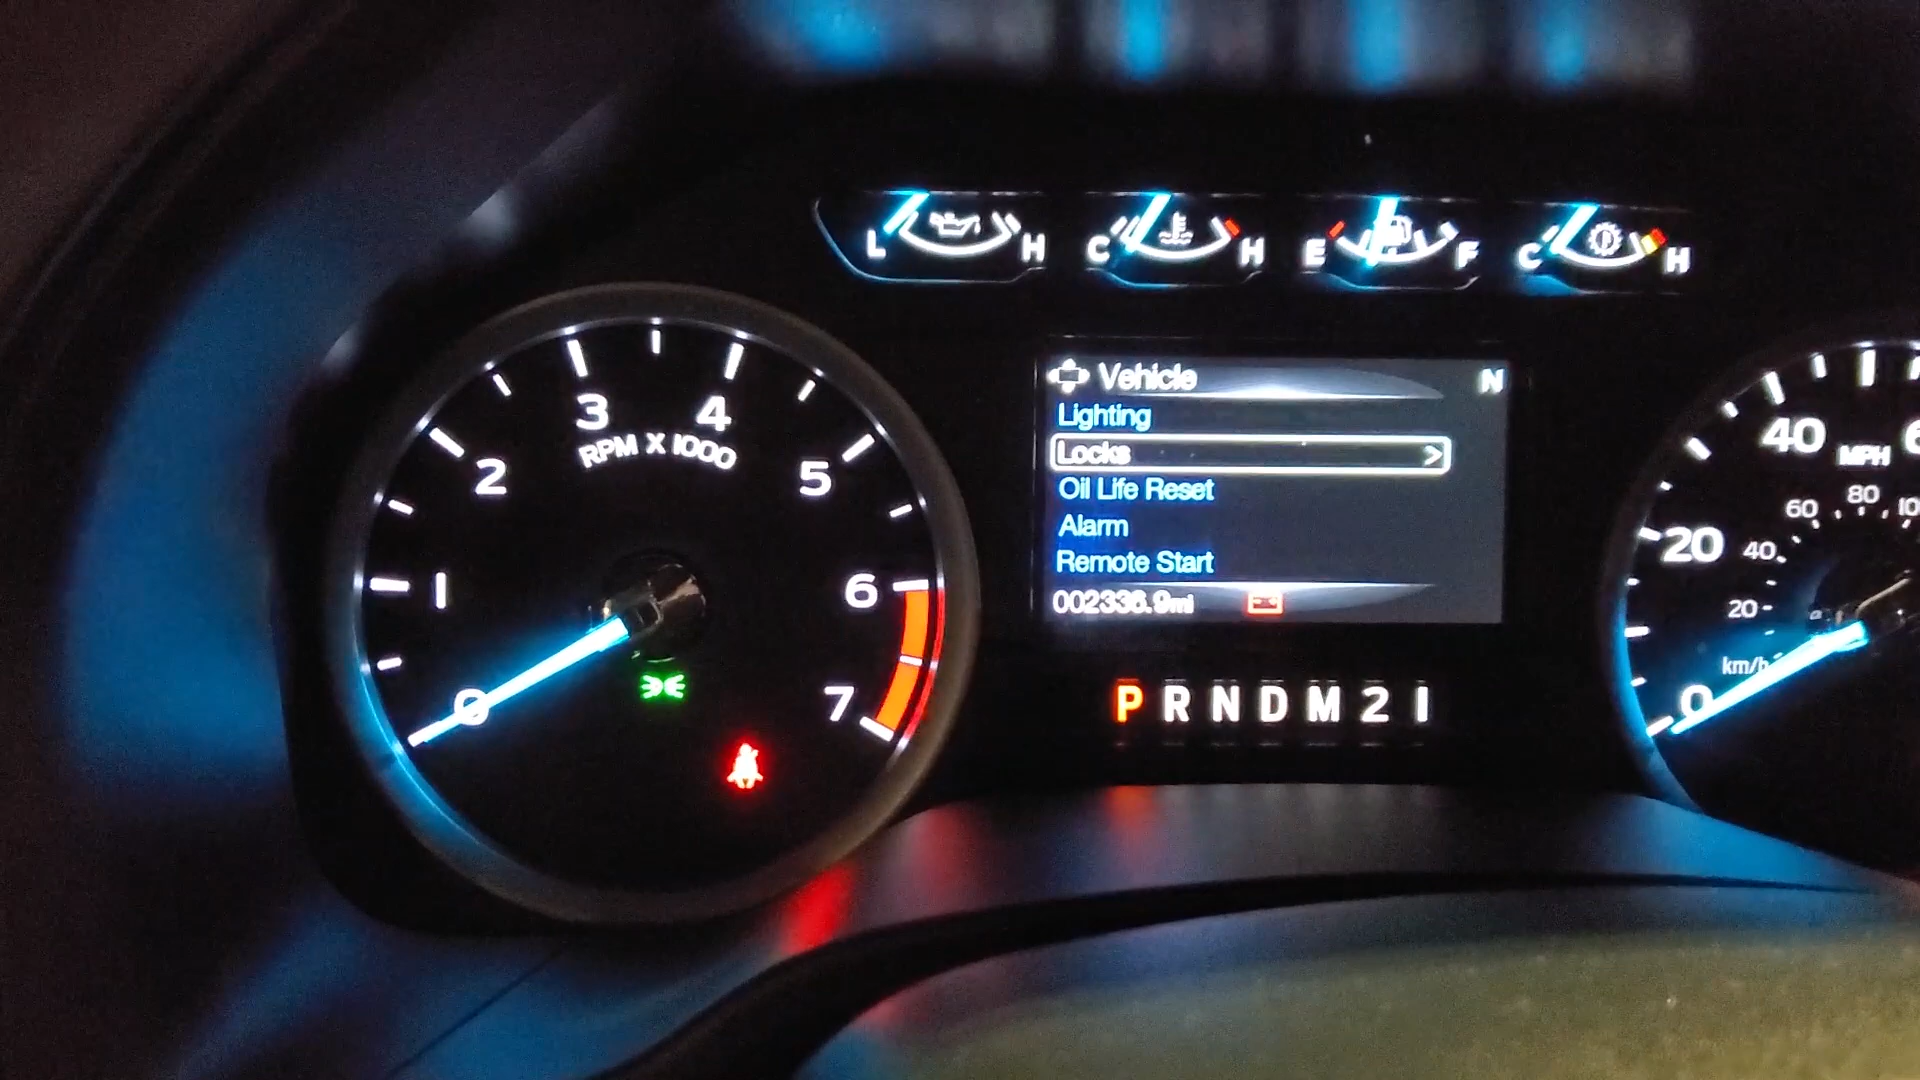 L H C H E F C H
3 4
RPM X 1000
2 5
1 6
0 7
Vehicle N
Lighting
Locks >
Oil Life Reset
Alarm
Remote Start
002336.9mi
P R N D M 2 1
40
MPH
60 80
20 40
20
km/h
0